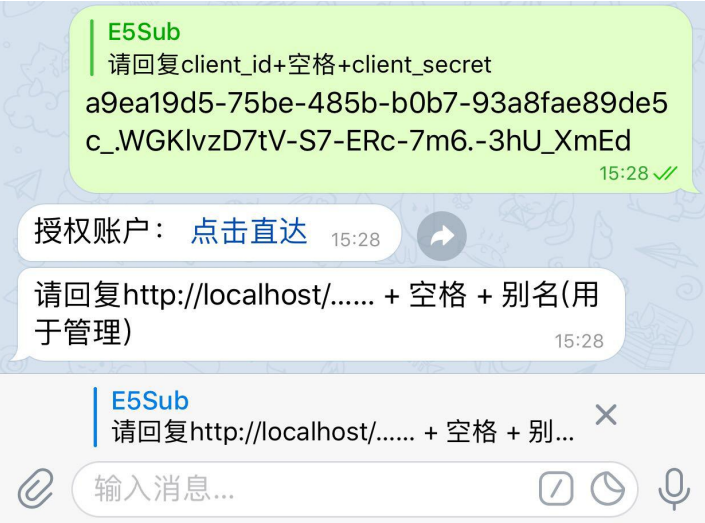 E5Sub
请回复client_id+空格+client_secret
a9ea19d5-75be-485b-b0b7-93a8fae89de5
c_.WGKlvzD7tV-S7-ERc-7m6.-3hU_XmEd
15:28
授权账户： 点击直达 15:28
请回复http://localhost/...... + 空格 + 别名(用
于管理)
15:28
E5Sub
请回复http://localhost/...... + 空格 + 别...
输入消息...